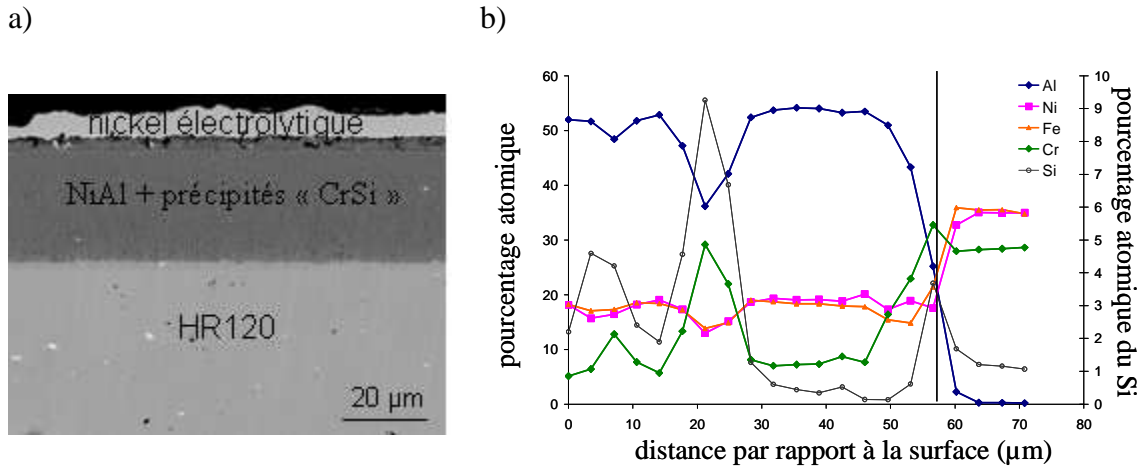 a)
b)
nickel électrolytique
NiAl + précipités « CrSi »
HR120
20 µm
pourcentage atomique
60
50
40
30
20
10
0
0 10 20 30 40 50 60 70 80
distance par rapport à la surface (µm)
10
9
8
7
6
5
4
3
2
1
0
pourcentage atomique du Si
Al
Ni
Fe
Cr
Si